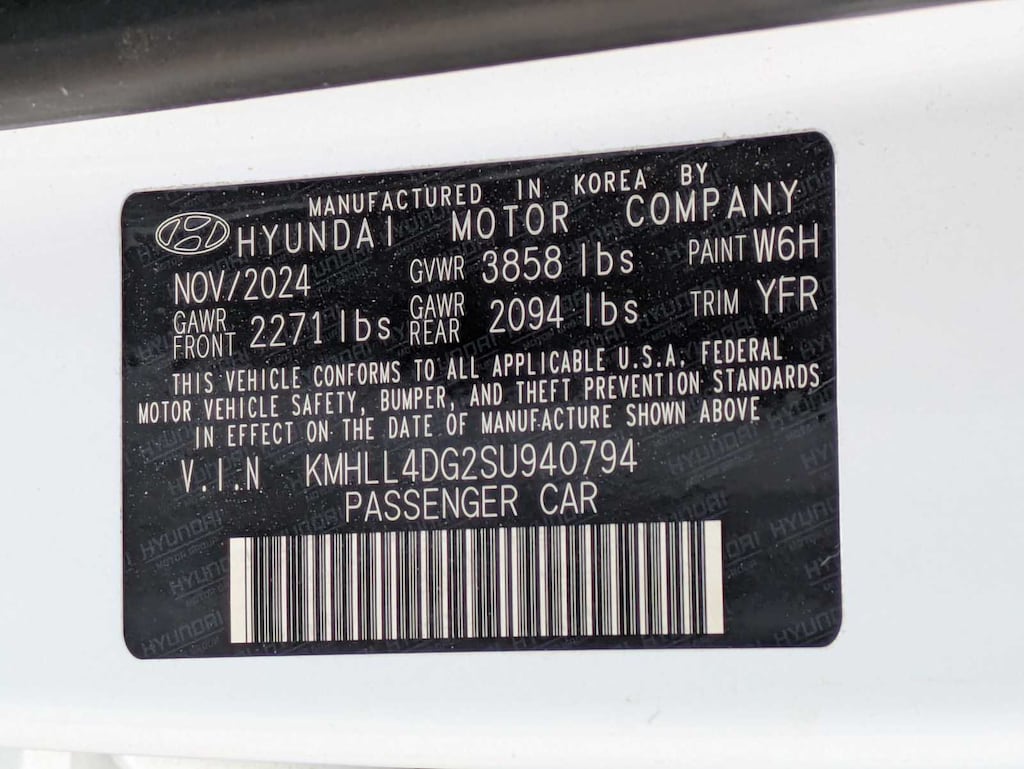 MANUFACTURED IN KOREA BY
HYUNDAI MOTOR COMPANY
NOV/2024 GVWR 3858 lbs PAINT W6H
GAWR FRONT 2271 lbs GAWR REAR 2094 lbs TRIM YFR
THIS VEHICLE CONFORMS TO ALL APPLICABLE U.S.A. FEDERAL
MOTOR VEHICLE SAFETY, BUMPER, AND THEFT PREVENTION STANDARDS
IN EFFECT ON THE DATE OF MANUFACTURE SHOWN ABOVE
V.I.N KMHLL4DG2SU940794
PASSENGER CAR